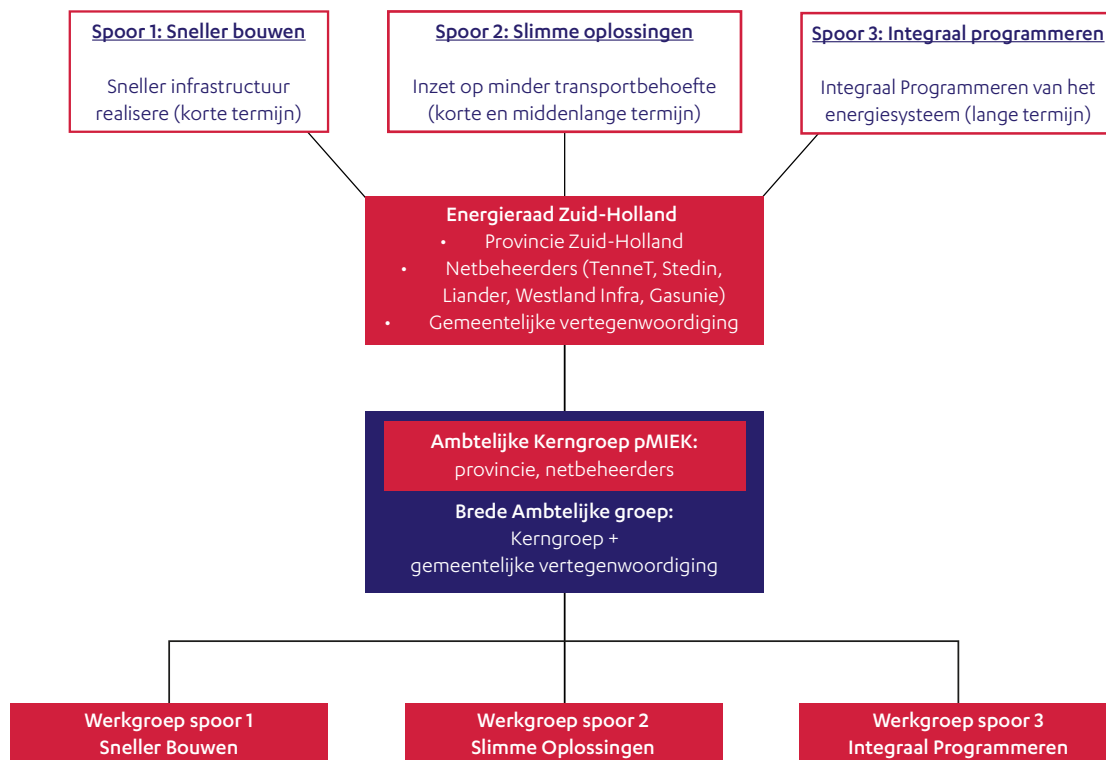 Spoor 1: Sneller bouwen
Sneller infrastructuur
realisere (korte termijn)
Spoor 2: Slimme oplossingen
Inzet op minder transportbehoefte
(korte en middenlange termijn)
Spoor 3: Integraal programmeren
Integraal Programmeren van het
energiesysteem (lange termijn)
Energieraad Zuid-Holland
• Provincie Zuid-Holland
• Netbeheerders (TenneT, Stedin,
Liander, Westland Infra, Gasunie)
• Gemeentelijke vertegenwoordiging
Ambtelijke Kerngroep pMIEK:
provincie, netbeheerders
Brede Ambtelijke groep:
Kerngroep +
gemeentelijke vertegenwoordiging
Werkgroep spoor 1
Sneller Bouwen
Werkgroep spoor 2
Slimme Oplossingen
Werkgroep spoor 3
Integraal Programmeren